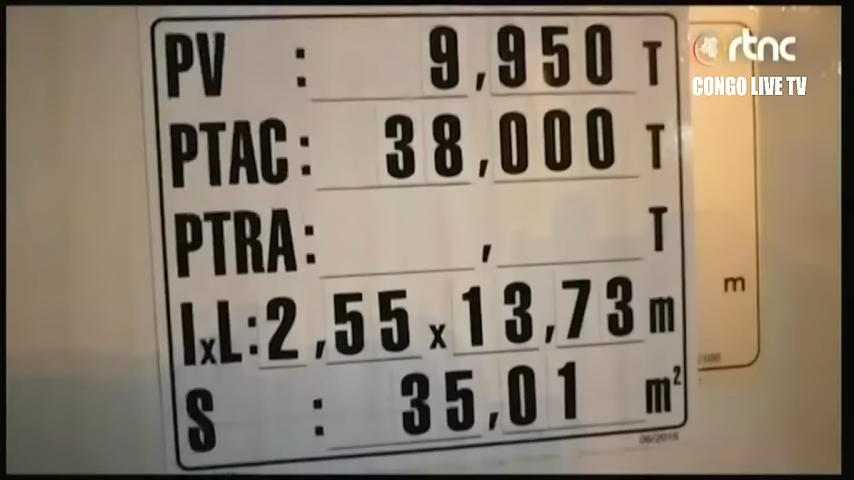 PV : 9,950 T
PTAC: 38,000 T
PTRA: , T
lxL:2,55 x 13,73 m
S : 35,01 m²
06/2015
rtnc
CONGO LIVE TV
m